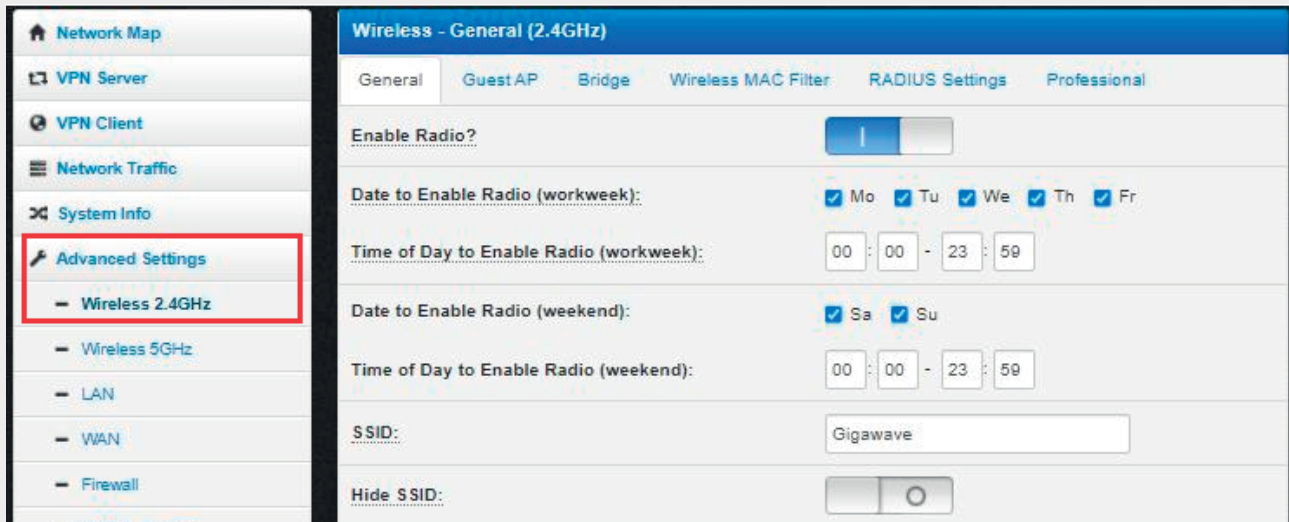 Network Map
VPN Server
VPN Client
Network Traffic
System Info
Advanced Settings
Wireless 2.4GHz
Wireless 5GHz
LAN
WAN
Firewall
Wireless - General (2.4GHz)
General Guest AP Bridge Wireless MAC Filter RADIUS Settings Professional
Enable Radio?
Date to Enable Radio (workweek): Mo Tu We Th Fr
Time of Day to Enable Radio (workweek): 00 : 00 - 23 : 59
Date to Enable Radio (weekend): Sa Su
Time of Day to Enable Radio (weekend): 00 : 00 - 23 : 59
SSID: Gigawave
Hide SSID: